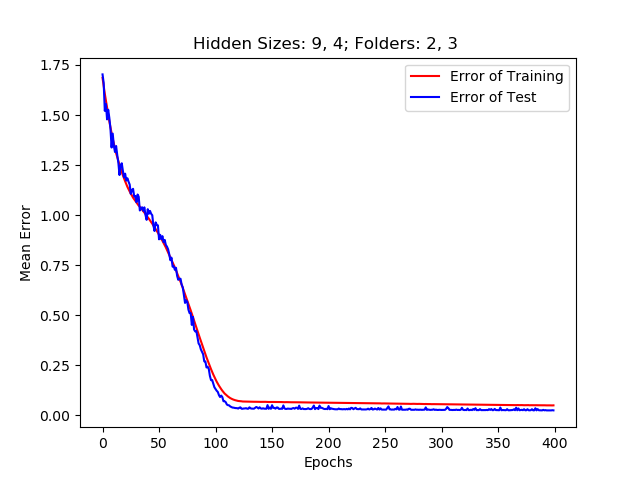 Hidden Sizes: 9, 4; Folders: 2, 3
Error of Training
Error of Test
Mean Error
1.75
1.50
1.25
1.00
0.75
0.50
0.25
0.00
0 50 100 150 200 250 300 350 400
Epochs